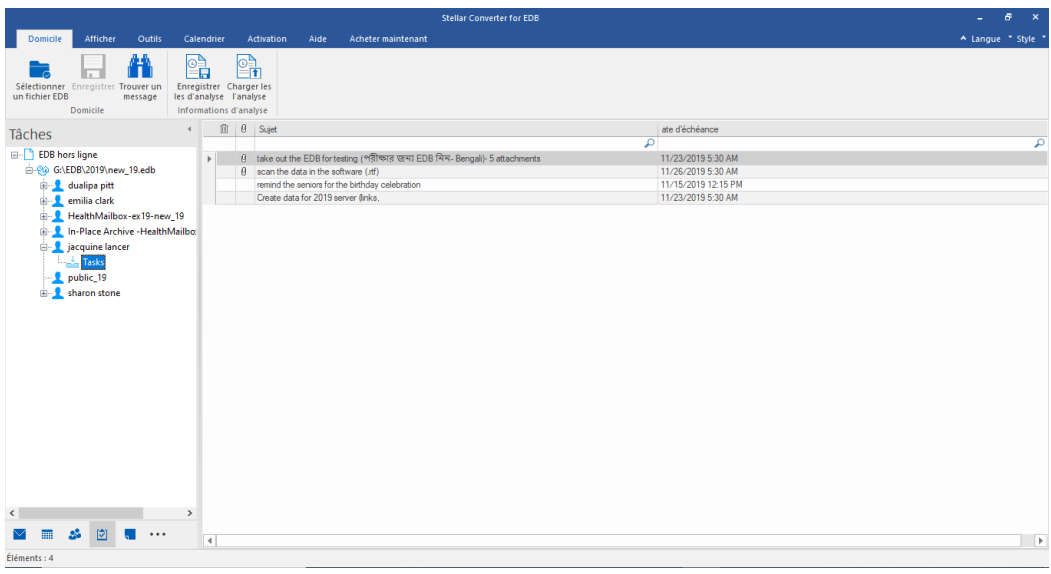 Stellar Converter for EDB
Domicile Afficher Outils Calendrier Activation Aide Acheter maintenant Langue Style
Sélectionner un fichier EDB
Enregistrer
Trouver un message
Enregistrer les d'analyse
Charger les l'analyse
Domicile
Informations d'analyse
Tâches
EDB hors ligne
G:\EDB\2019\new_19.edb
dualipa pitt
emilia clark
HealthMailbox-ex19-new_19
In-Place Archive -HealthMailbo
jacquine lancer
Tasks
public_19
sharon stone
Sujet ate d'échéance
take out the EDB for testing (পরীক্ষার জন্য EDB নিন- Bengali)- 5 attachments 11/23/2019 5:30 AM
scan the data in the software (.rtf) 11/26/2019 5:30 AM
remind the seniors for the birthday celebration 11/15/2019 12:15 PM
Create data for 2019 server (links, 11/23/2019 5:30 AM
Éléments : 4